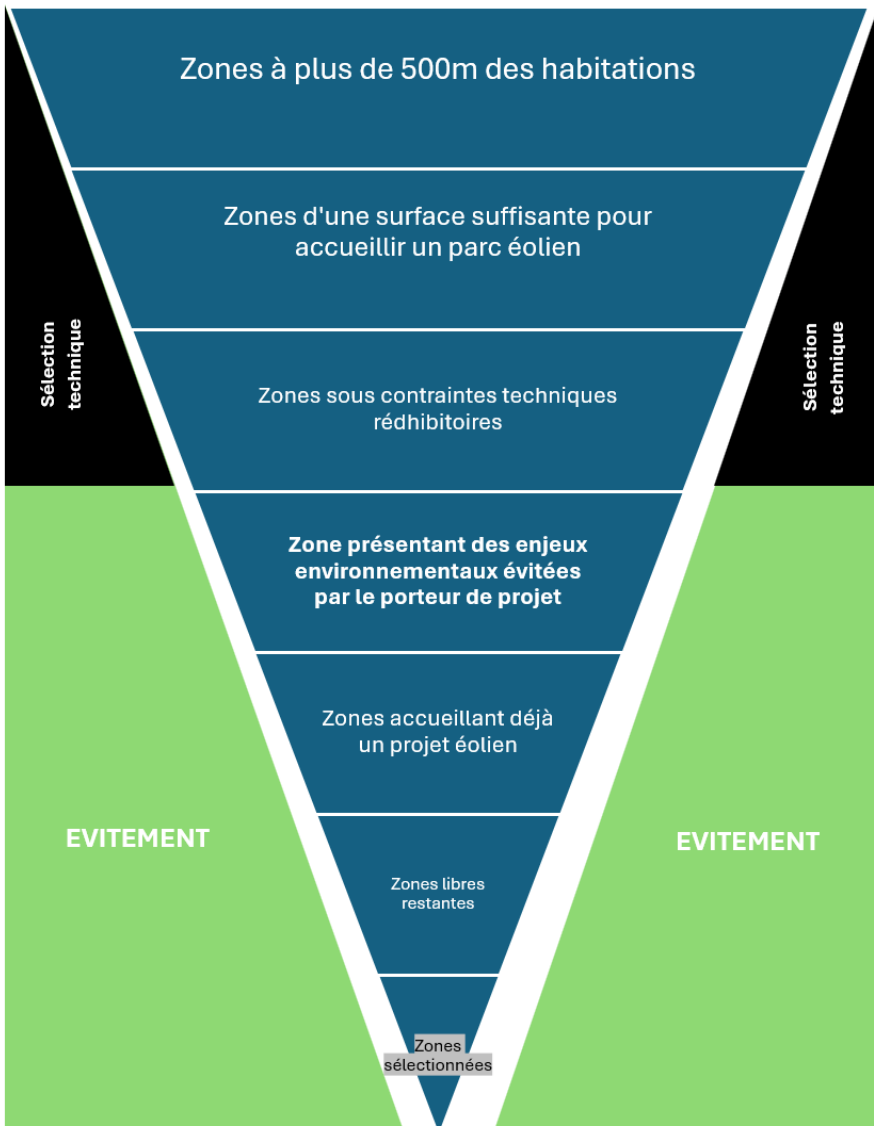 Zones à plus de 500m des habitations
Zones d'une surface suffisante pour
accueillir un parc éolien
Sélection
technique
Sélection
technique
Zones sous contraintes techniques
rédhibitoires
Zone présentant des enjeux
environnementaux évitées
par le porteur de projet
Zones accueillant déjà
un projet éolien
EVITEMENT
EVITEMENT
Zones libres
restantes
Zones
sélectionnées